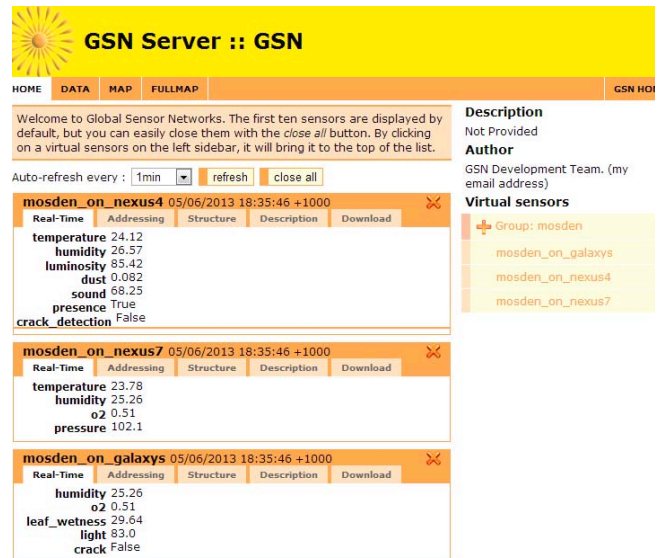 GSN Server :: GSN
HOME DATA MAP FULLMAP GSN HO
Welcome to Global Sensor Networks. The first ten sensors are displayed by
default, but you can easily close them with the close all button. By clicking
on a virtual sensors on the left sidebar, it will bring it to the top of the list.
Auto-refresh every : 1min refresh close all
mosden_on_nexus4 05/06/2013 18:35:46 +1000
Real-Time Addressing Structure Description Download
temperature 24.12
humidity 26.57
luminosity 85.42
dust 0.082
sound 68.25
presence True
crack_detection False
mosden_on_nexus7 05/06/2013 18:35:46 +1000
Real-Time Addressing Structure Description Download
temperature 23.78
humidity 25.26
o2 0.51
pressure 102.1
mosden_on_galaxys 05/06/2013 18:35:46 +1000
Real-Time Addressing Structure Description Download
humidity 25.26
o2 0.51
leaf_wetness 29.64
light 83.0
crack False
Description
Not Provided
Author
GSN Development Team. (my
email address)
Virtual sensors
Group: mosden
mosden_on_galaxys
mosden_on_nexus4
mosden_on_nexus7